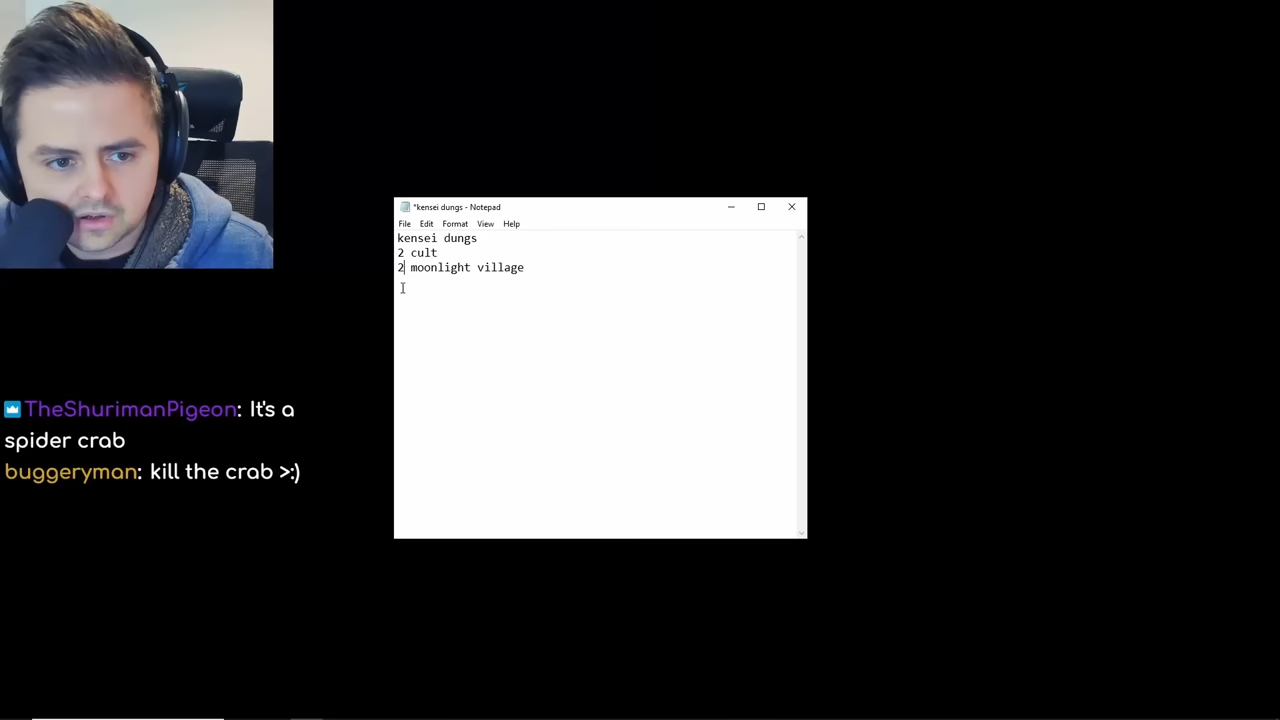 *kensei dungs - Notepad
File Edit Format View Help
kensei dungs
2 cult
2 moonlight village
TheShurimanPigeon: It's a
spider crab
buggeryman: kill the crab >:)